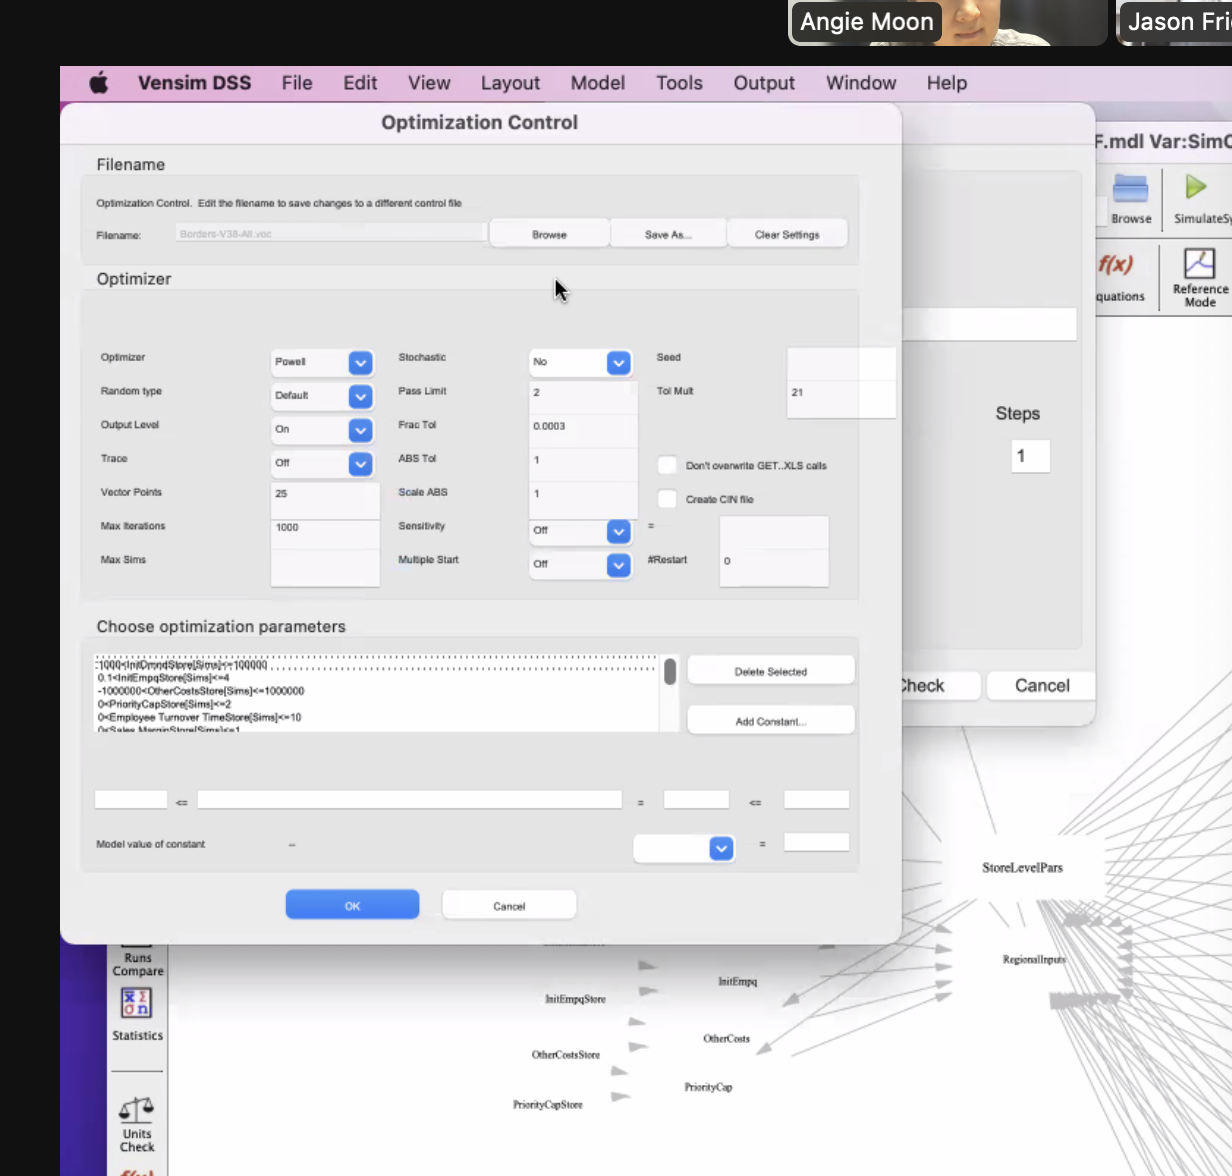 Angie Moon
Jason Fri
Vensim DSS File Edit View Layout Model Tools Output Window Help
Optimization Control
F.mdl Var:SimC
Filename
Optimization Control. Edit the filename to save changes to a different control file
Filename: Borders-V38-All.voc Browse Save As... Clear Settings
Browse SimulateSy
Optimizer
f(x)
quations Reference Mode
Optimizer Powell Stochastic No Seed
Random type Default Pass Limit 2 Tol Mult 21
Output Level On Frac Tol 0.0003
Steps
Trace Off ABS Tol 1 Don't overwrite GET..XLS calls
1
Vector Points 25 Scale ABS 1 Create CIN file
Max Iterations 1000 Sensitivity Off =
Max Sims Multiple Start Off #Restart 0
Choose optimization parameters
-1000<InitDmndStore[Sims]<=100000
0.1<InitEmpqStore[Sims]<=4
-1000000<OtherCostsStore[Sims]<=1000000
0<PriorityCapStore[Sims]<=2
0<Employee Turnover TimeStore[Sims]<=10
0<Sales MarginStore[Sims]<=1
Delete Selected
Add Constant...
Check Cancel
<= = <=
Model value of constant -- =
OK Cancel
StoreLevelPars
RegionalInputs
Runs
Compare
x̄ Σ
σ n
Statistics
Units
Check
f(x)
InitEmpq
InitEmpqStore
OtherCosts
OtherCostsStore
PriorityCap
PriorityCapStore